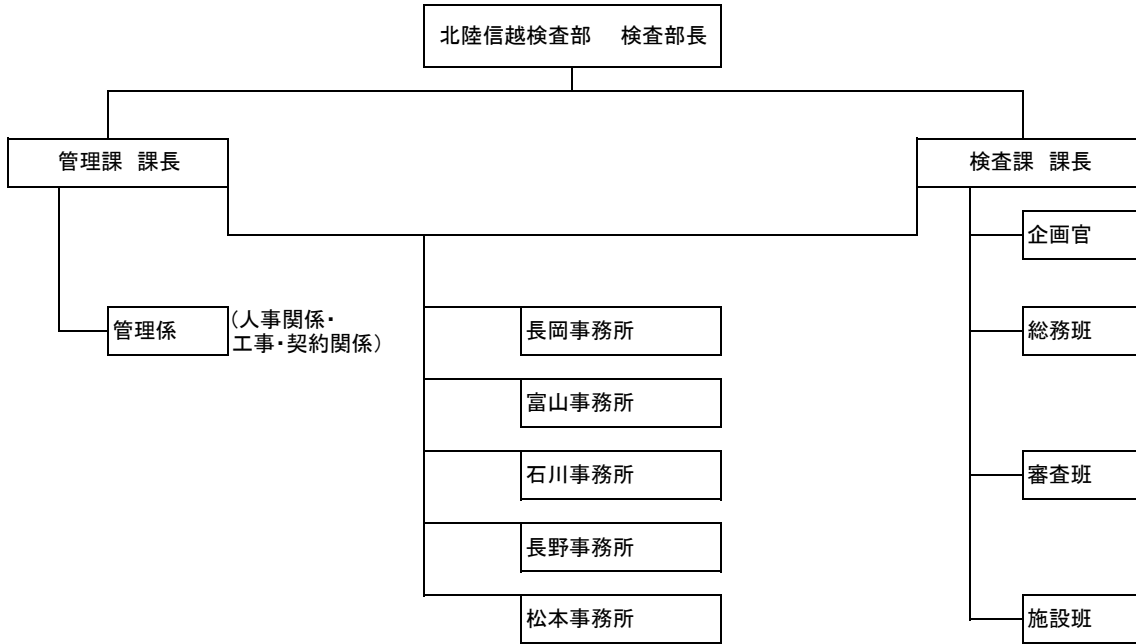 北陸信越検査部　検査部長
管理課　課長
検査課　課長
企画官
管理係
(人事関係・
工事・契約関係)
長岡事務所
総務班
富山事務所
石川事務所
審査班
長野事務所
松本事務所
施設班